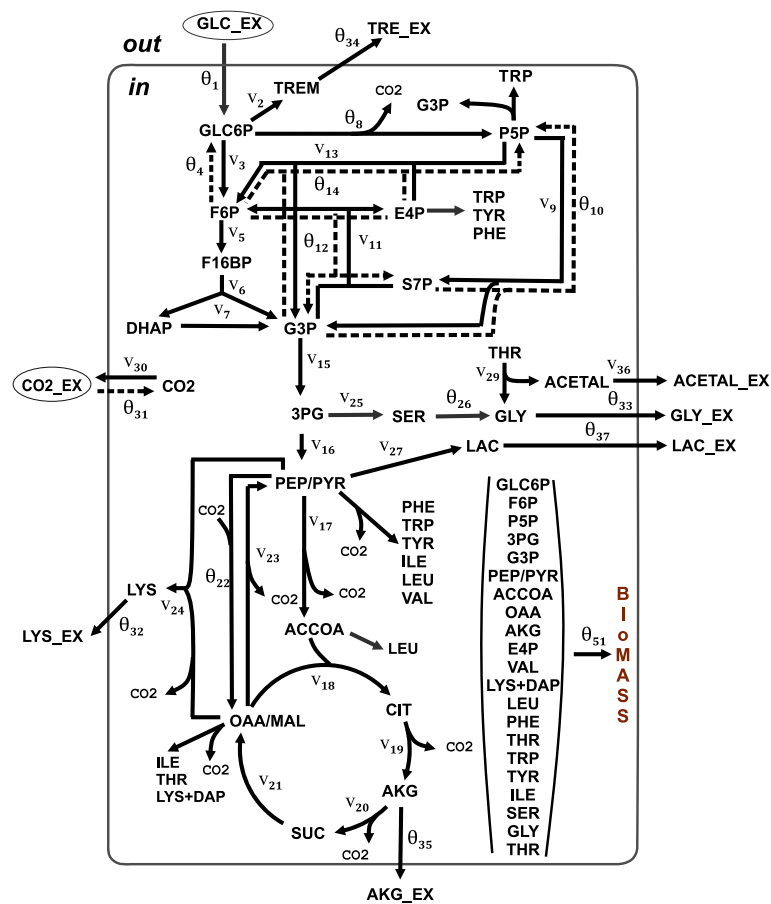 GLC_EX
out
in
θ1
θ34
TRE_EX
v2
TREM
CO2
G3P
TRP
GLC6P
θ8
P5P
θ4
v3
v13
θ14
F6P
E4P
TRP
TYR
PHE
v9
θ10
v5
θ12
v11
F16BP
S7P
v6
v7
DHAP
G3P
v15
THR
v29
ACETAL
v36
ACETAL_EX
CO2_EX
v30
CO2
θ31
3PG
v25
SER
θ26
GLY
θ33
GLY_EX
v16
v27
LAC
θ37
LAC_EX
PEP/PYR
CO2
v17
CO2
PHE
TRP
TYR
ILE
LEU
VAL
θ22
v23
CO2
CO2
LYS
v24
LYS_EX
θ32
CO2
ACCOA
LEU
v18
OAA/MAL
CIT
v19
CO2
ILE
THR
LYS+DAP
CO2
v21
AKG
v20
SUC
CO2
θ35
AKG_EX
GLC6P
F6P
P5P
3PG
G3P
PEP/PYR
ACCOA
OAA
AKG
E4P
VAL
LYS+DAP
LEU
PHE
THR
TRP
TYR
ILE
SER
GLY
THR
θ51
BIoMASS